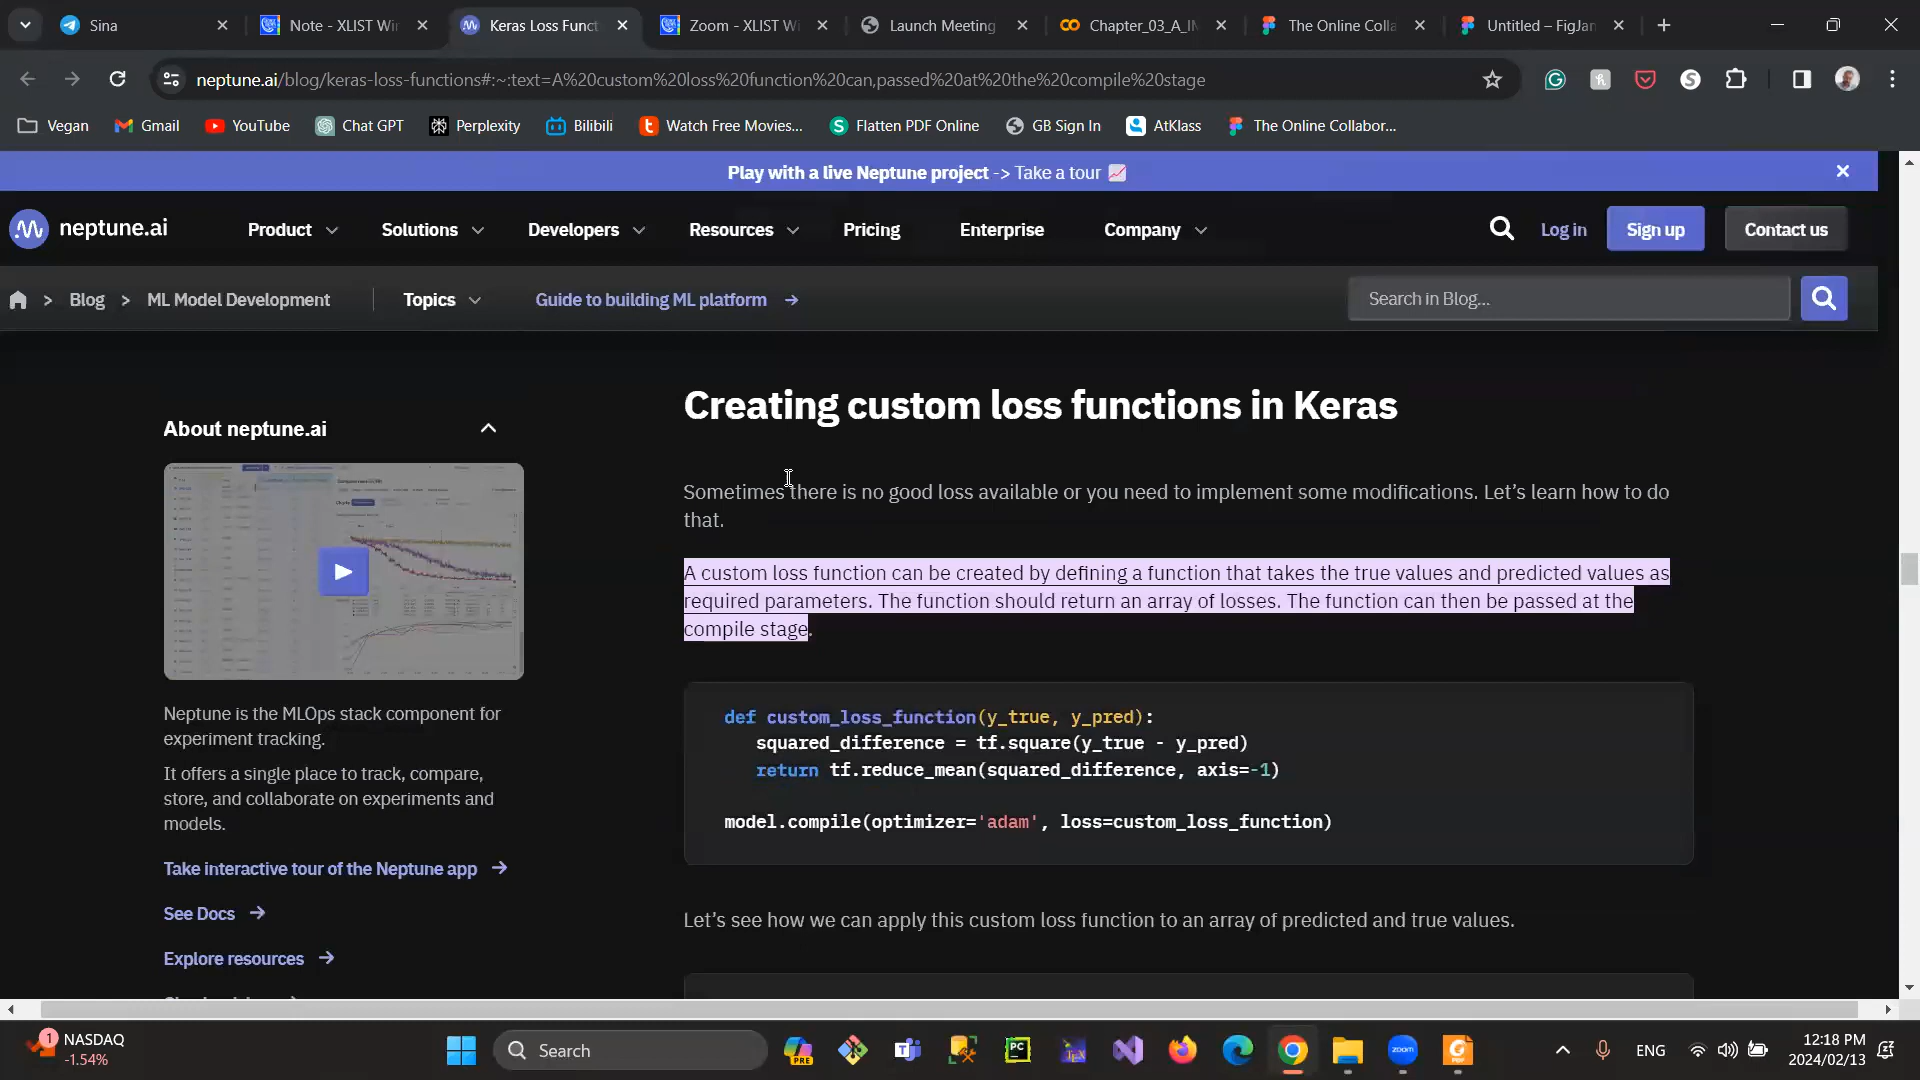 Sina
Note - XLIST Wir
Keras Loss Funct
Zoom - XLIST Wi
Launch Meeting
Chapter_03_A_IN
The Online Colla
Untitled – FigJan
neptune.ai/blog/keras-loss-functions#:~:text=A%20custom%20loss%20function%20can,passed%20at%20the%20compile%20stage
Vegan
Gmail
YouTube
Chat GPT
Perplexity
Bilibili
Watch Free Movies...
Flatten PDF Online
GB Sign In
AtKlass
The Online Collabor...
Play with a live Neptune project -> Take a tour
neptune.ai
Product
Solutions
Developers
Resources
Pricing
Enterprise
Company
Log in
Sign up
Contact us
> Blog > ML Model Development
Topics
Guide to building ML platform →
Search in Blog...
About neptune.ai
Neptune is the MLOps stack component for
experiment tracking.
It offers a single place to track, compare,
store, and collaborate on experiments and
models.
Take interactive tour of the Neptune app →
See Docs →
Explore resources →
Creating custom loss functions in Keras
Sometimes there is no good loss available or you need to implement some modifications. Let’s learn how to do
that.
A custom loss function can be created by defining a function that takes the true values and predicted values as
required parameters. The function should return an array of losses. The function can then be passed at the
compile stage.
def custom_loss_function(y_true, y_pred):
squared_difference = tf.square(y_true - y_pred)
return tf.reduce_mean(squared_difference, axis=-1)
model.compile(optimizer='adam', loss=custom_loss_function)
Let’s see how we can apply this custom loss function to an array of predicted and true values.
1
NASDAQ
-1.54%
Search
PRE
PC
zoom
ENG
12:18 PM
2024/02/13